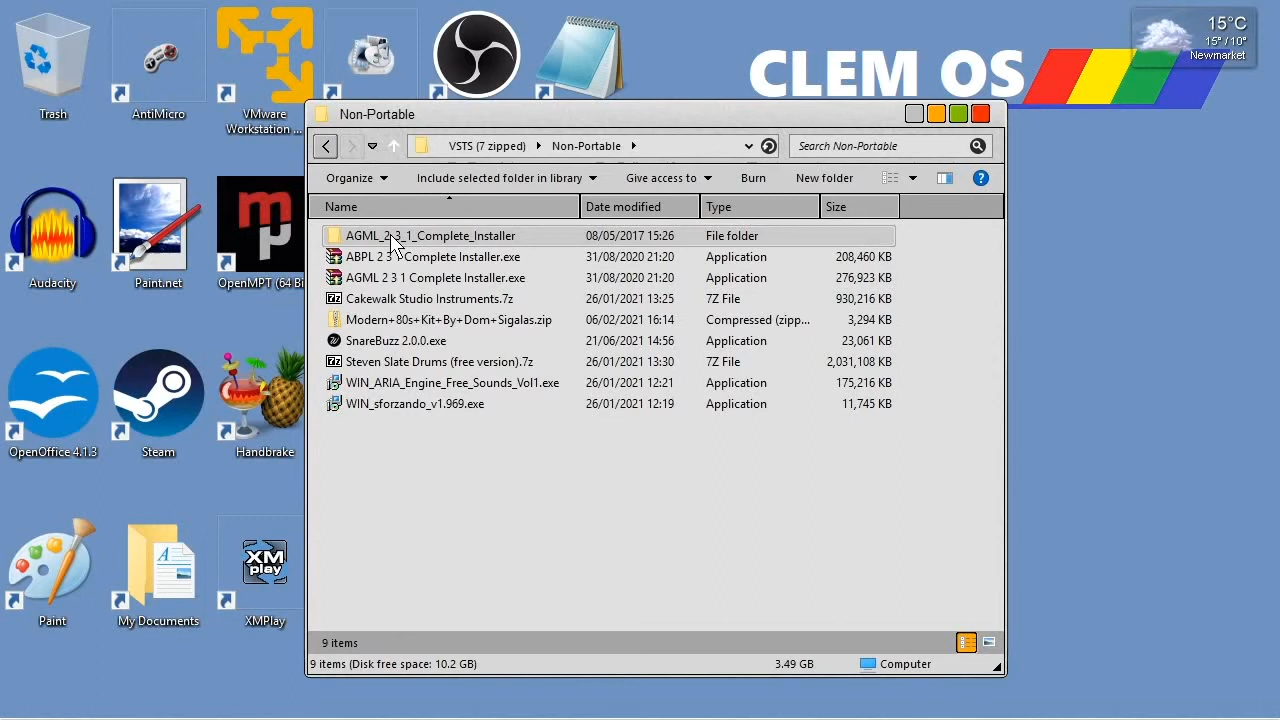 15°C
15° / 10°
Newmarket
CLEM OS
Trash
AntiMicro
VMware
Workstation ...
Non-Portable
VSTS (7 zipped)
Non-Portable
Search Non-Portable
Organize
Include selected folder in library
Give access to
Burn
New folder
Name
Date modified
Type
Size
AGML_2_3_1_Complete_Installer 08/05/2017 15:26 File folder
ABPL 2 3 1 Complete Installer.exe 31/08/2020 21:20 Application 208,460 KB
AGML 2 3 1 Complete Installer.exe 31/08/2020 21:20 Application 276,923 KB
Cakewalk Studio Instruments.7z 26/01/2021 13:25 7Z File 930,216 KB
Modern+80s+Kit+By+Dom+Sigalas.zip 06/02/2021 16:14 Compressed (zipp... 3,294 KB
SnareBuzz 2.0.0.exe 21/06/2021 14:56 Application 23,061 KB
Steven Slate Drums (free version).7z 26/01/2021 13:30 7Z File 2,031,108 KB
WIN_ARIA_Engine_Free_Sounds_Vol1.exe 26/01/2021 12:21 Application 175,216 KB
WIN_sforzando_v1.969.exe 26/01/2021 12:19 Application 11,745 KB
mp
Audacity
Paint.net
OpenMPT (64 Bi
OpenOffice 4.1.3
Steam
Handbrake
A
XM
play
Paint
My Documents
XMPlay
9 items
9 items (Disk free space: 10.2 GB)
3.49 GB
Computer